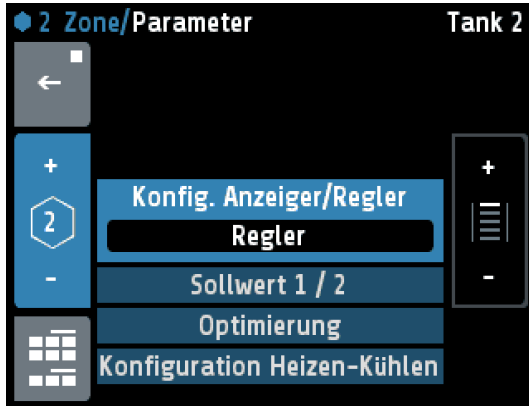 2 Zone/Parameter Tank 2
+
2
-
Konfig. Anzeiger/Regler
Regler
Sollwert 1 / 2
Optimierung
Konfiguration Heizen-Kühlen
+
-